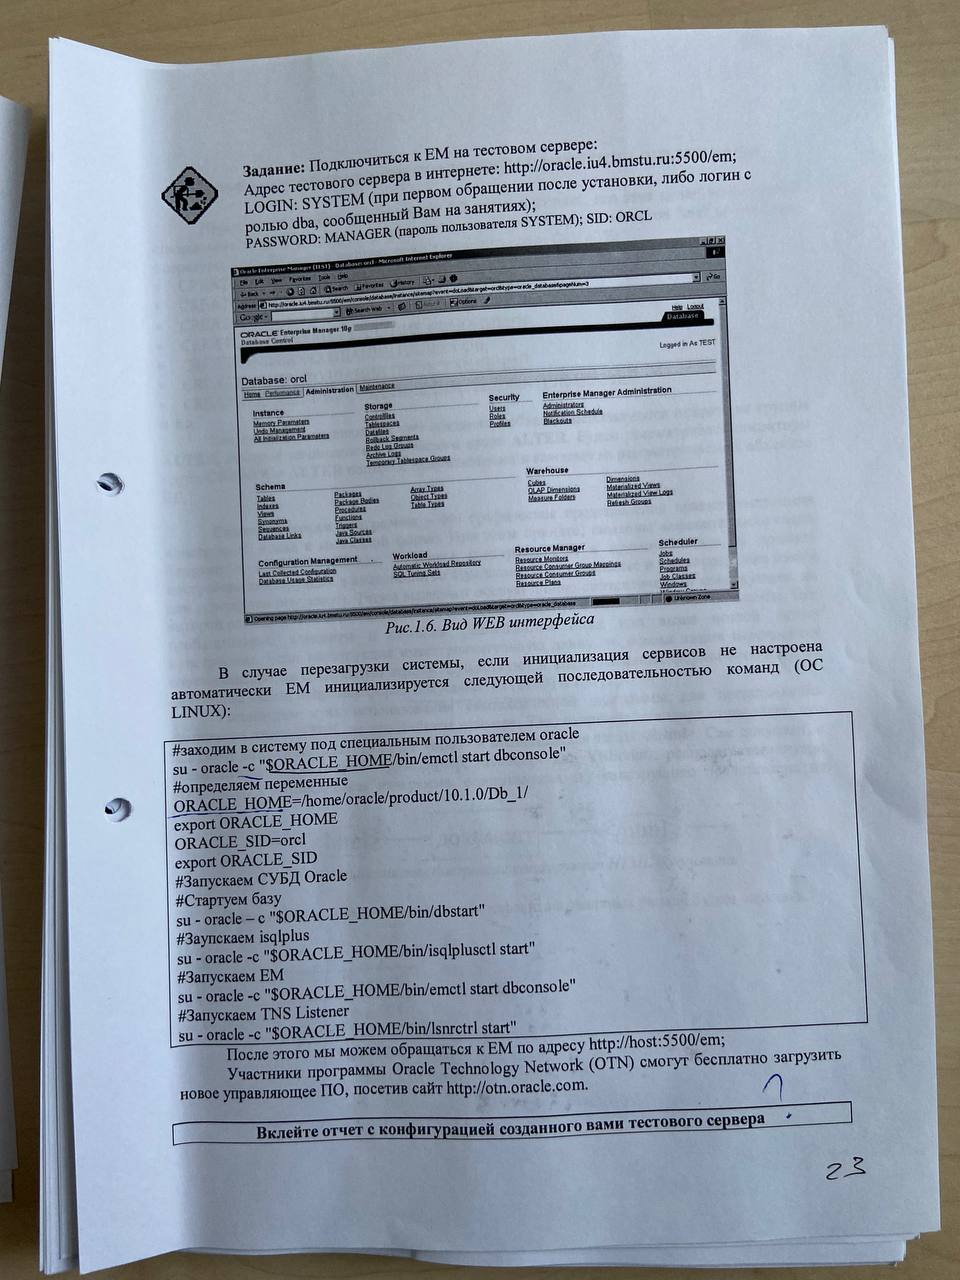 Задание: Подключиться к EM на тестовом сервере:
Адрес тестового сервера в интернете: http://oracle.iu4.bmstu.ru:5500/em;
LOGIN: SYSTEM (при первом обращении после установки, либо логин с
ролью dba, сообщенный Вам на занятиях);
PASSWORD: MANAGER (пароль пользователя SYSTEM); SID: ORCL
Oracle Enterprise Manager (TEST) - Database: orcl - Microsoft Internet Explorer
File Edit View Favorites Tools Help
Back Search Favorites History
Address http://oracle.iu4.bmstu.ru:5500/em/console/database/instance/sitemap?event=doLoad&target=orcl&type=oracle_database&pageNum=3 Go
Google Search Web Options
ORACLE Enterprise Manager 10g
Database Control
Help Logout
Database
Logged in As TEST
Database: orcl
Home Performance Administration Maintenance
Instance
Memory Parameters
Undo Management
All Initialization Parameters
Storage
Controlfiles
Tablespaces
Datafiles
Rollback Segments
Redo Log Groups
Archive Logs
Temporary Tablespace Groups
Security
Users
Roles
Profiles
Enterprise Manager Administration
Administrators
Notification Schedule
Blackouts
Schema
Tables
Indexes
Views
Synonyms
Sequences
Database Links
Packages
Package Bodies
Procedures
Functions
Triggers
Java Sources
Java Classes
Array Types
Object Types
Table Types
Warehouse
Cubes
OLAP Dimensions
Measure Folders
Dimensions
Materialized Views
Materialized View Logs
Refresh Groups
Configuration Management
Last Collected Configuration
Database Usage Statistics
Workload
Automatic Workload Repository
SQL Tuning Sets
Resource Manager
Resource Monitors
Resource Consumer Group Mappings
Resource Consumer Groups
Resource Plans
Scheduler
Jobs
Schedules
Programs
Job Classes
Windows
Opening page http://oracle.iu4.bmstu.ru:5500/em/console/database/instance/sitemap?event=doLoad&target=orcl&type=oracle_database
Unknown Zone
Рис.1.6. Вид WEB интерфейса
В случае перезагрузки системы, если инициализация сервисов не настроена
автоматически EM инициализируется следующей последовательностью команд (ОС
LINUX):
#заходим в систему под специальным пользователем oracle
su - oracle -c "$ORACLE_HOME/bin/emctl start dbconsole"
#определяем переменные
ORACLE_HOME=/home/oracle/product/10.1.0/Db_1/
export ORACLE_HOME
ORACLE_SID=orcl
export ORACLE_SID
#Запускаем СУБД Oracle
#Стартуем базу
su - oracle – c "$ORACLE_HOME/bin/dbstart"
#Заупскаем isqlplus
su - oracle -c "$ORACLE_HOME/bin/isqlplusctl start"
#Запускаем EM
su - oracle -c "$ORACLE_HOME/bin/emctl start dbconsole"
#Запускаем TNS Listener
su - oracle -c "$ORACLE_HOME/bin/lsnrctrl start"
После этого мы можем обращаться к EM по адресу http://host:5500/em;
Участники программы Oracle Technology Network (OTN) смогут бесплатно загрузить
новое управляющее ПО, посетив сайт http://otn.oracle.com.
Вклейте отчет с конфигурацией созданного вами тестового сервера
23